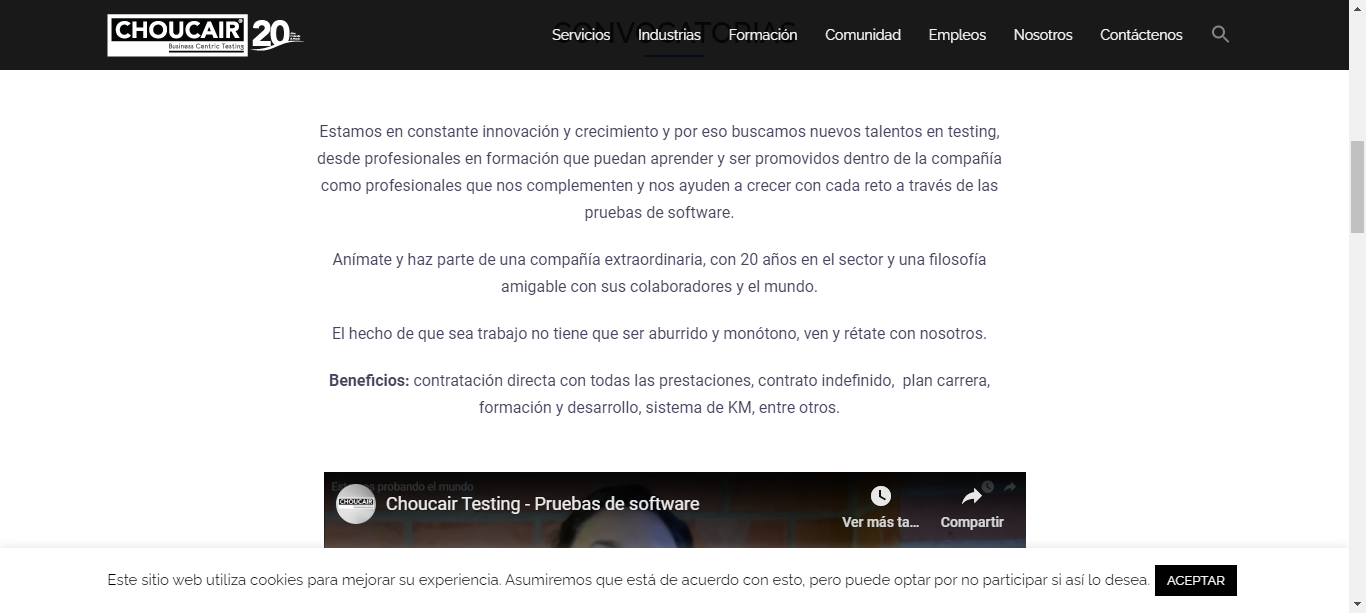 CHOUCAIR®
Business Centric Testing
20
CONVOCATORIAS
Servicios Industrias Formación Comunidad Empleos Nosotros Contáctenos
Estamos en constante innovación y crecimiento y por eso buscamos nuevos talentos en testing,
desde profesionales en formación que puedan aprender y ser promovidos dentro de la compañía
como profesionales que nos complementen y nos ayuden a crecer con cada reto a través de las
pruebas de software.
Anímate y haz parte de una compañía extraordinaria, con 20 años en el sector y una filosofía
amigable con sus colaboradores y el mundo.
El hecho de que sea trabajo no tiene que ser aburrido y monótono, ven y rétate con nosotros.
Beneficios: contratación directa con todas las prestaciones, contrato indefinido,  plan carrera,
formación y desarrollo, sistema de KM, entre otros.
probando el mundo
CHOUCAIR
Choucair Testing - Pruebas de software
Ver más ta...
Compartir
Este sitio web utiliza cookies para mejorar su experiencia. Asumiremos que está de acuerdo con esto, pero puede optar por no participar si así lo desea. ACEPTAR